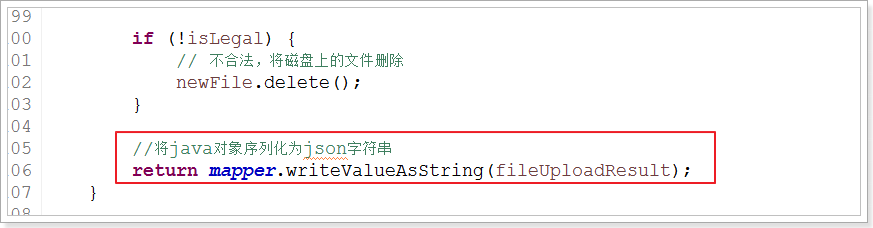 99
00 if (!isLegal) {
01 // 不合法，将磁盘上的文件删除
02 newFile.delete();
03 }
04
05 //将java对象序列化为json字符串
06 return mapper.writeValueAsString(fileUploadResult);
07 }
08